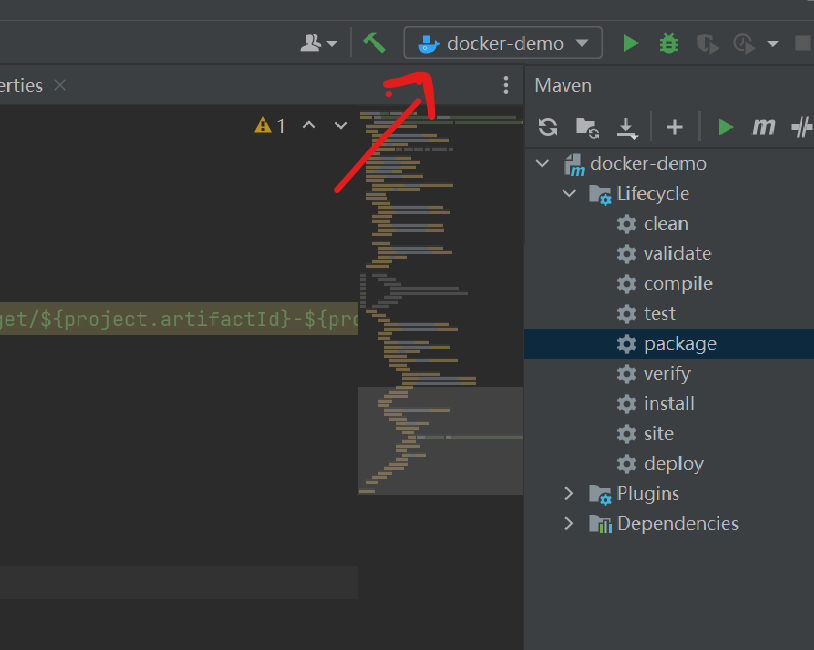 docker-demo
erties
Maven
1
m
docker-demo
Lifecycle
clean
validate
compile
test
get/${project.artifactId}-${pro
package
verify
install
site
deploy
Plugins
Dependencies